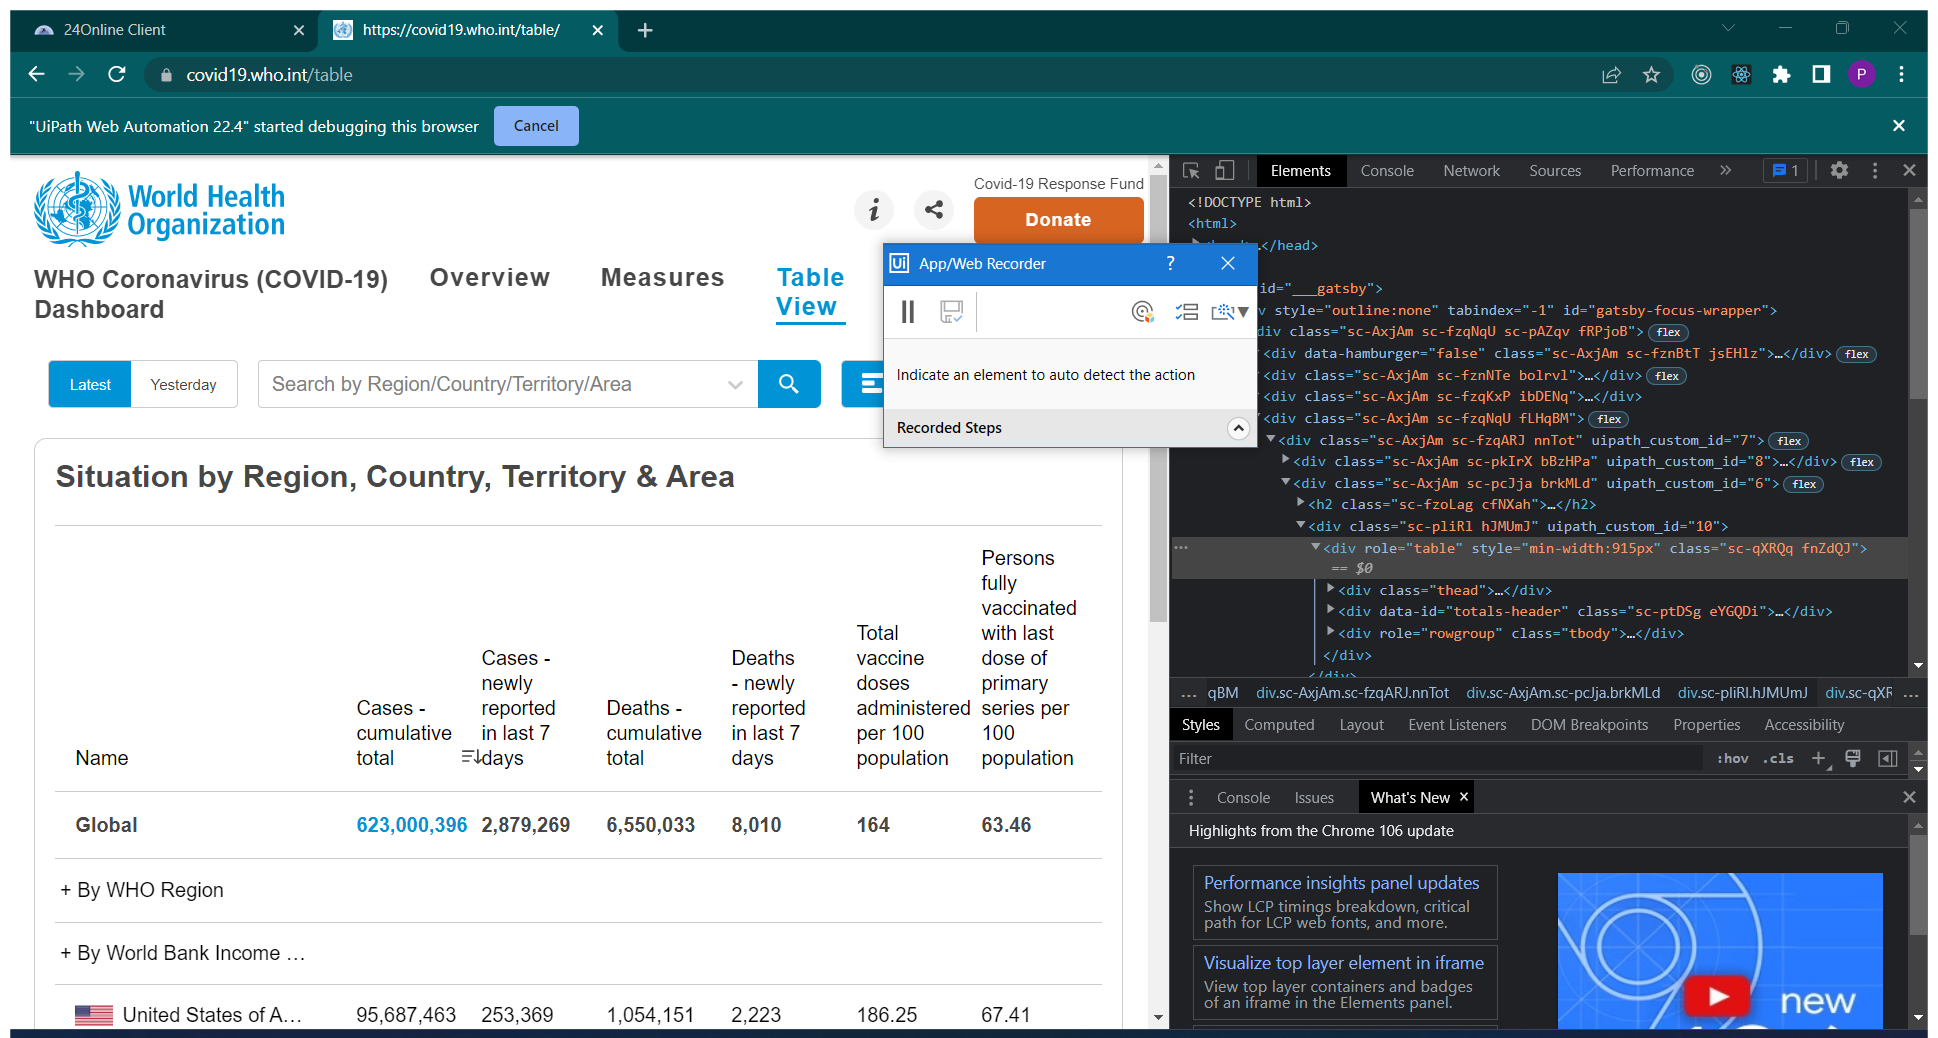 24Online Client
https://covid19.who.int/table/
covid19.who.int/table
P
"UiPath Web Automation 22.4" started debugging this browser
Cancel
World Health
Organization
Covid-19 Response Fund
Donate
WHO Coronavirus (COVID-19)
Dashboard
Overview
Measures
Table
View
Latest
Yesterday
Search by Region/Country/Territory/Area
Ui App/Web Recorder
?
Indicate an element to auto detect the action
Recorded Steps
Situation by Region, Country, Territory & Area
Name
Cases -
cumulative
total
Cases -
newly
reported
in last 7
days
Deaths -
cumulative
total
Deaths
- newly
reported
in last 7
days
Total
vaccine
doses
administered
per 100
population
Persons
fully
vaccinated
with last
dose of
primary
series per
100
population
Global 623,000,396 2,879,269 6,550,033 8,010 164 63.46
+ By WHO Region
+ By World Bank Income …
United States of A… 95,687,463 253,369 1,054,151 2,223 186.25 67.41
Elements Console Network Sources Performance » 1
<!DOCTYPE html>
<html>
…</head>
id="___gatsby">
v style="outline:none" tabindex="-1" id="gatsby-focus-wrapper">
div class="sc-AxjAm sc-fzqNqU sc-pAZqv fRPjoB"> flex
<div data-hamburger="false" class="sc-AxjAm sc-fznBtT jsEHlz">…</div> flex
<div class="sc-AxjAm sc-fznNTe bolrvl">…</div> flex
<div class="sc-AxjAm sc-fzqKxP ibDENq">…</div>
<div class="sc-AxjAm sc-fzqNqU fLHqBM"> flex
<div class="sc-AxjAm sc-fzqARJ nnTot" uipath_custom_id="7"> flex
<div class="sc-AxjAm sc-pkIrX bBzHPa" uipath_custom_id="8">…</div> flex
<div class="sc-AxjAm sc-pcJja brkMLd" uipath_custom_id="6"> flex
<h2 class="sc-fzoLag cfNXah">…</h2>
<div class="sc-pliRl hJMUmJ" uipath_custom_id="10">
<div role="table" style="min-width:915px" class="sc-qXRQq fnZdQJ">
== $0
<div class="thead">…</div>
<div data-id="totals-header" class="sc-ptDSg eYGQDi">…</div>
<div role="rowgroup" class="tbody">…</div>
</div>
</div>
... qBM div.sc-AxjAm.sc-fzqARJ.nnTot div.sc-AxjAm.sc-pcJja.brkMLd div.sc-pliRl.hJMUmJ div.sc-qXR ...
Styles Computed Layout Event Listeners DOM Breakpoints Properties Accessibility
Filter
:hov .cls
Console Issues What's New
Highlights from the Chrome 106 update
Performance insights panel updates
Show LCP timings breakdown, critical
path for LCP web fonts, and more.
Visualize top layer element in iframe
View top layer containers and badges
of an iframe in the Elements panel.
new